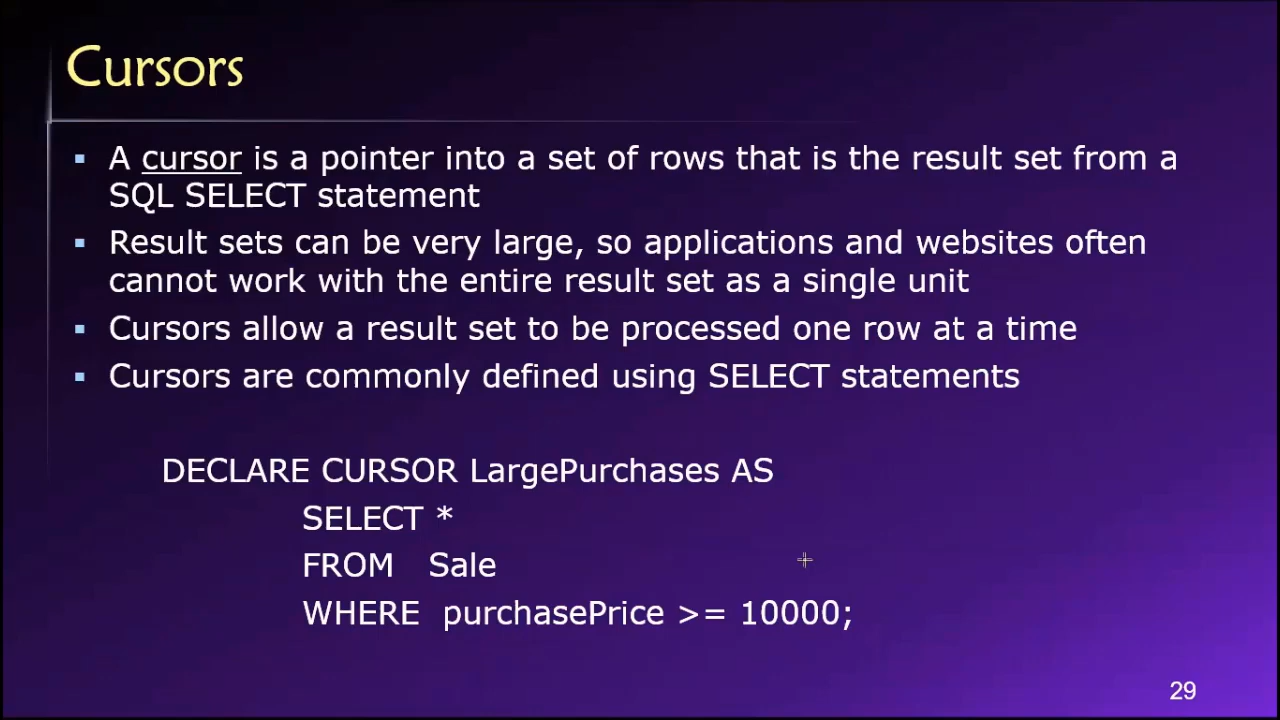 Cursors
▪ A cursor is a pointer into a set of rows that is the result set from a
SQL SELECT statement
▪ Result sets can be very large, so applications and websites often
cannot work with the entire result set as a single unit
▪ Cursors allow a result set to be processed one row at a time
▪ Cursors are commonly defined using SELECT statements
DECLARE CURSOR LargePurchases AS
SELECT *
FROM Sale
WHERE purchasePrice >= 10000;
29